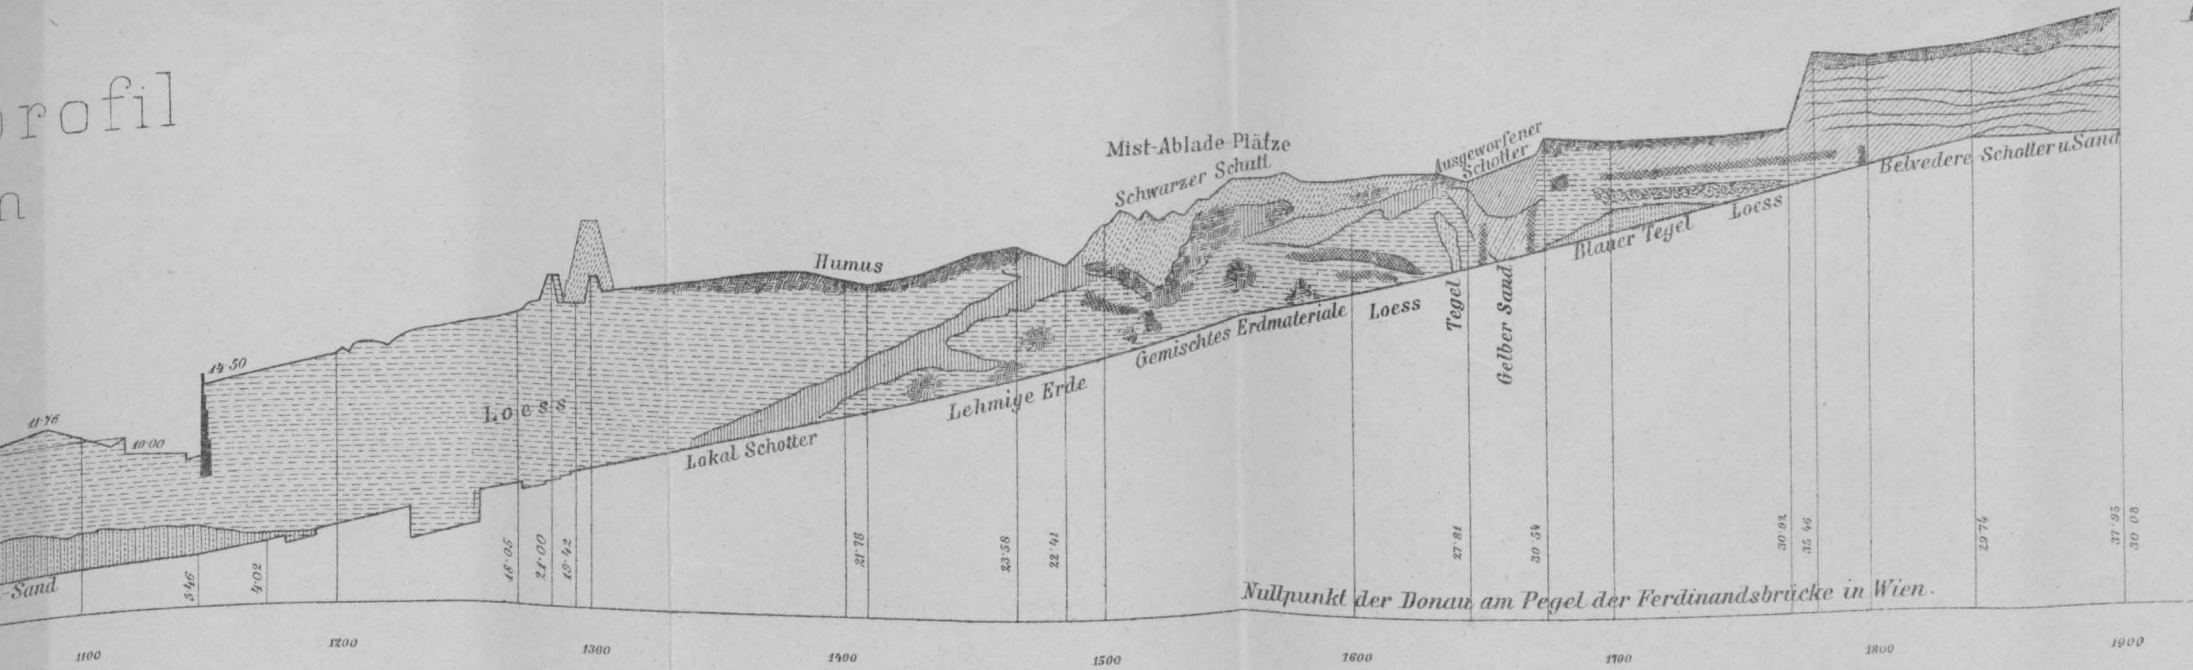 profil
n
Mist-Ablade-Plätze
Schwarzer Schutt
Ausgeworfener
Schotter
Humus
Belvedere-Schotter u. Sand
Loess
Blauer Tegel
Tegel
Gelber Sand
Loess
Gemischtes Erdmateriale
Lehmige Erde
Lokal Schotter
Loess
14·50
11·76
10·00
-Sand
3·46
4·02
18·05
21·00
19·42
21·78
23·58
22·41
27·81
30·54
30·92
35·46
29·74
37·95
30·08
Nullpunkt der Donau am Pegel der Ferdinandsbrücke in Wien.
1100
1200
1300
1400
1500
1600
1700
1800
1900